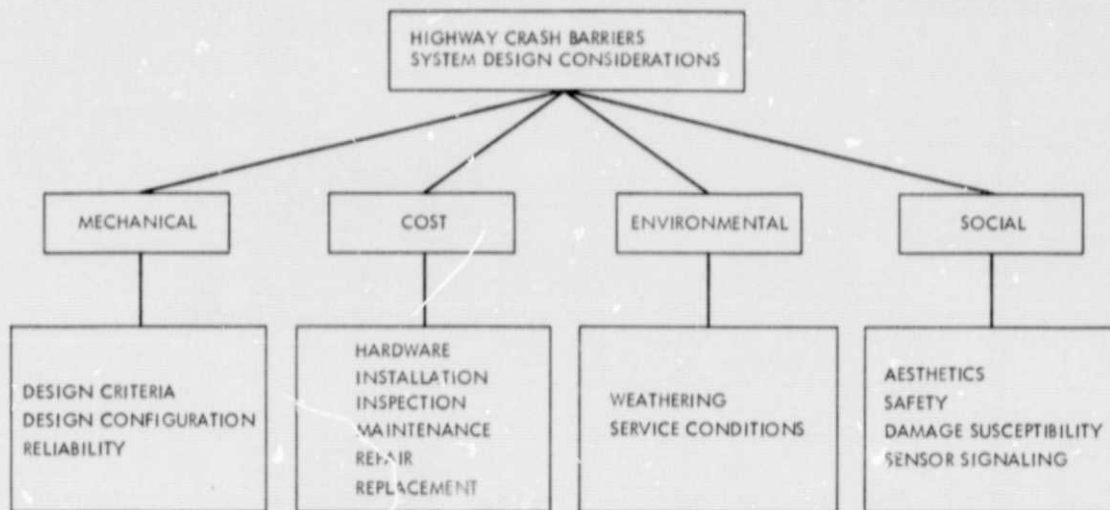 HIGHWAY CRASH BARRIERS
SYSTEM DESIGN CONSIDERATIONS
MECHANICAL
COST
ENVIRONMENTAL
SOCIAL
DESIGN CRITERIA
DESIGN CONFIGURATION
RELIABILITY
HARDWARE
INSTALLATION
INSPECTION
MAINTENANCE
REPAIR
REPLACEMENT
WEATHERING
SERVICE CONDITIONS
AESTHETICS
SAFETY
DAMAGE SUSCEPTIBILITY
SENSOR SIGNALING